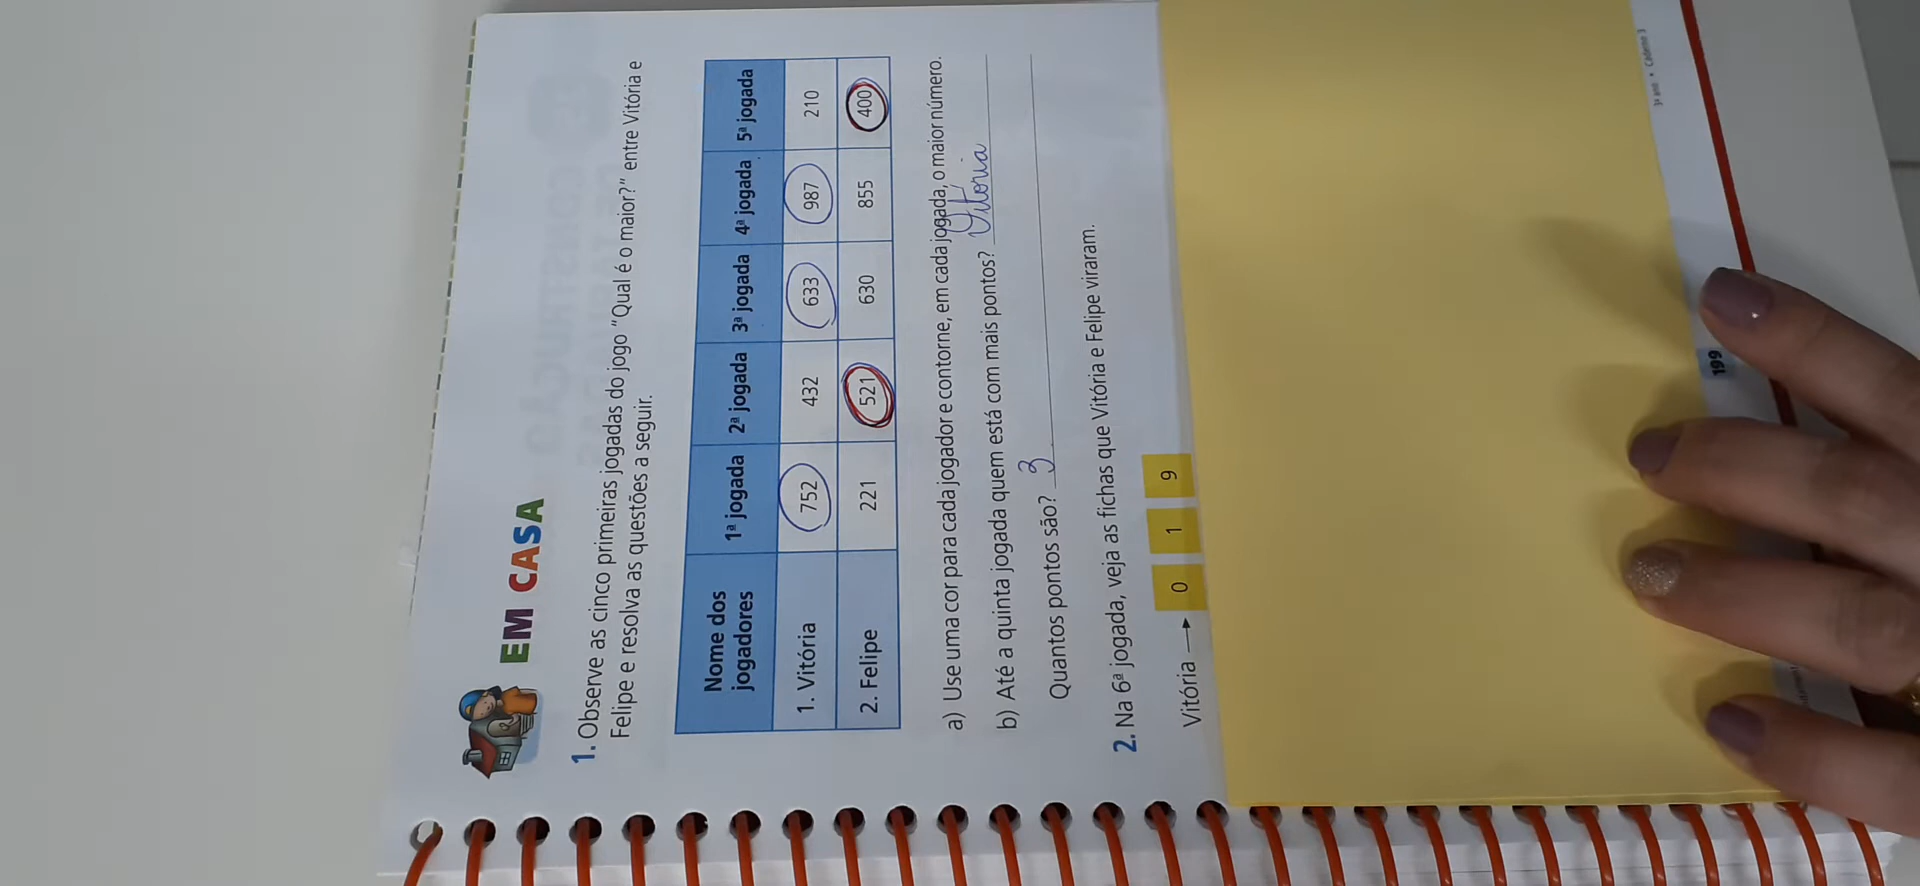 EM CASA
1. Observe as cinco primeiras jogadas do jogo "Qual é o maior?" entre Vitória e
Felipe e resolva as questões a seguir.
Nome dos jogadores 1ª jogada 2ª jogada 3ª jogada 4ª jogada 5ª jogada
1. Vitória 752 432 633 987 210
2. Felipe 221 521 630 855 400
a) Use uma cor para cada jogador e contorne, em cada jogada, o maior número.
b) Até a quinta jogada quem está com mais pontos? Vitória
Quantos pontos são? 3
2. Na 6ª jogada, veja as fichas que Vitória e Felipe viraram.
Vitória → 0 1 9
199
3º ano • Caderno 3